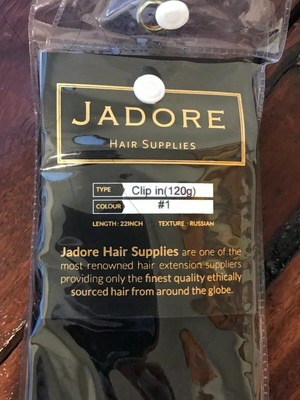 JADORE
HAIR SUPPLIES
TYPE Clip in(120g)
COLOUR #1
LENGTH : 22INCH TEXTURE - RUSSIAN
Jadore Hair Supplies are one of the
most renowned hair extension suppliers
providing only the finest quality ethically
sourced hair from around the globe.